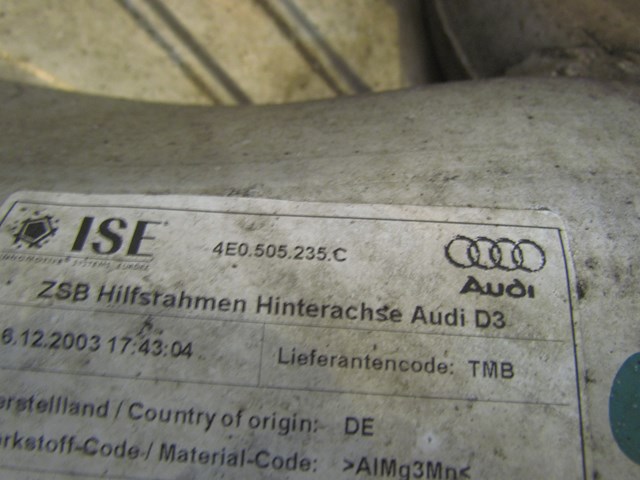 ISE
4E0.505.235.C
Audi
ZSB Hilfsrahmen Hinterachse Audi D3
6.12.2003 17:43:04
Lieferantencode: TMB
erstellland / Country of origin: DE
rkstoff-Code / Material-Code: >AlMg3Mn<